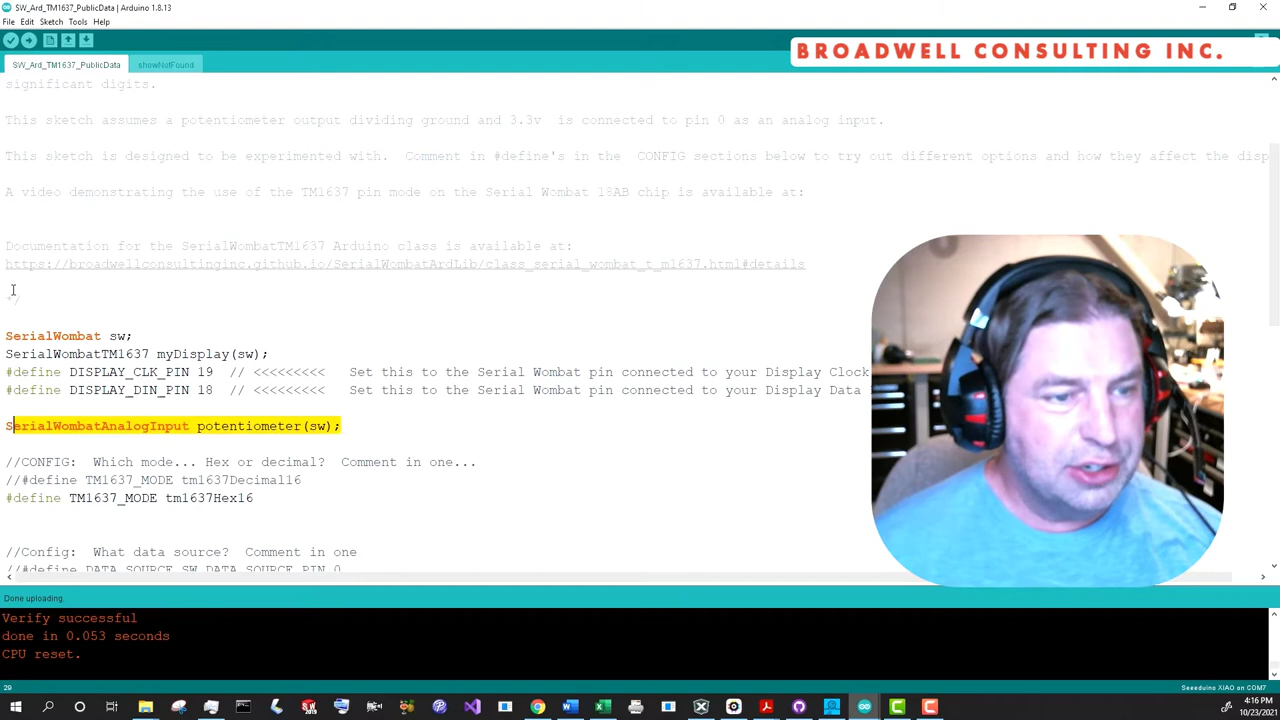 SW_Ard_TM1637_PublicData | Arduino 1.8.13
File Edit Sketch Tools Help
BROADWELL CONSULTING INC.
SW_Ard_TM1637_PublicData showNotFound
significant digits.
This sketch assumes a potentiometer output dividing ground and 3.3v  is connected to pin 0 as an analog input.
This sketch is designed to be experimented with.  Comment in #define's in the  CONFIG sections below to try out different options and how they affect the disp
A video demonstrating the use of the TM1637 pin mode on the Serial Wombat 18AB chip is available at:
Documentation for the SerialWombatTM1637 Arduino class is available at:
https://broadwellconsultinginc.github.io/SerialWombatArdLib/class_serial_wombat_t_m1637.html#details
*/
SerialWombat sw;
SerialWombatTM1637 myDisplay(sw);
#define DISPLAY_CLK_PIN 19  // <<<<<<<<<   Set this to the Serial Wombat pin connected to your Display Clock
#define DISPLAY_DIN_PIN 18  // <<<<<<<<<   Set this to the Serial Wombat pin connected to your Display Data
SerialWombatAnalogInput potentiometer(sw);
//CONFIG:  Which mode... Hex or decimal?  Comment in one...
//#define TM1637_MODE tm1637Decimal16
#define TM1637_MODE tm1637Hex16
//Config:  What data source?  Comment in one
//#define DATA_SOURCE SW_DATA_SOURCE_PIN_0
Done uploading.
Verify successful
done in 0.053 seconds
CPU reset.
29 Seeeduino XIAO on COM7
4:16 PM
10/23/2021